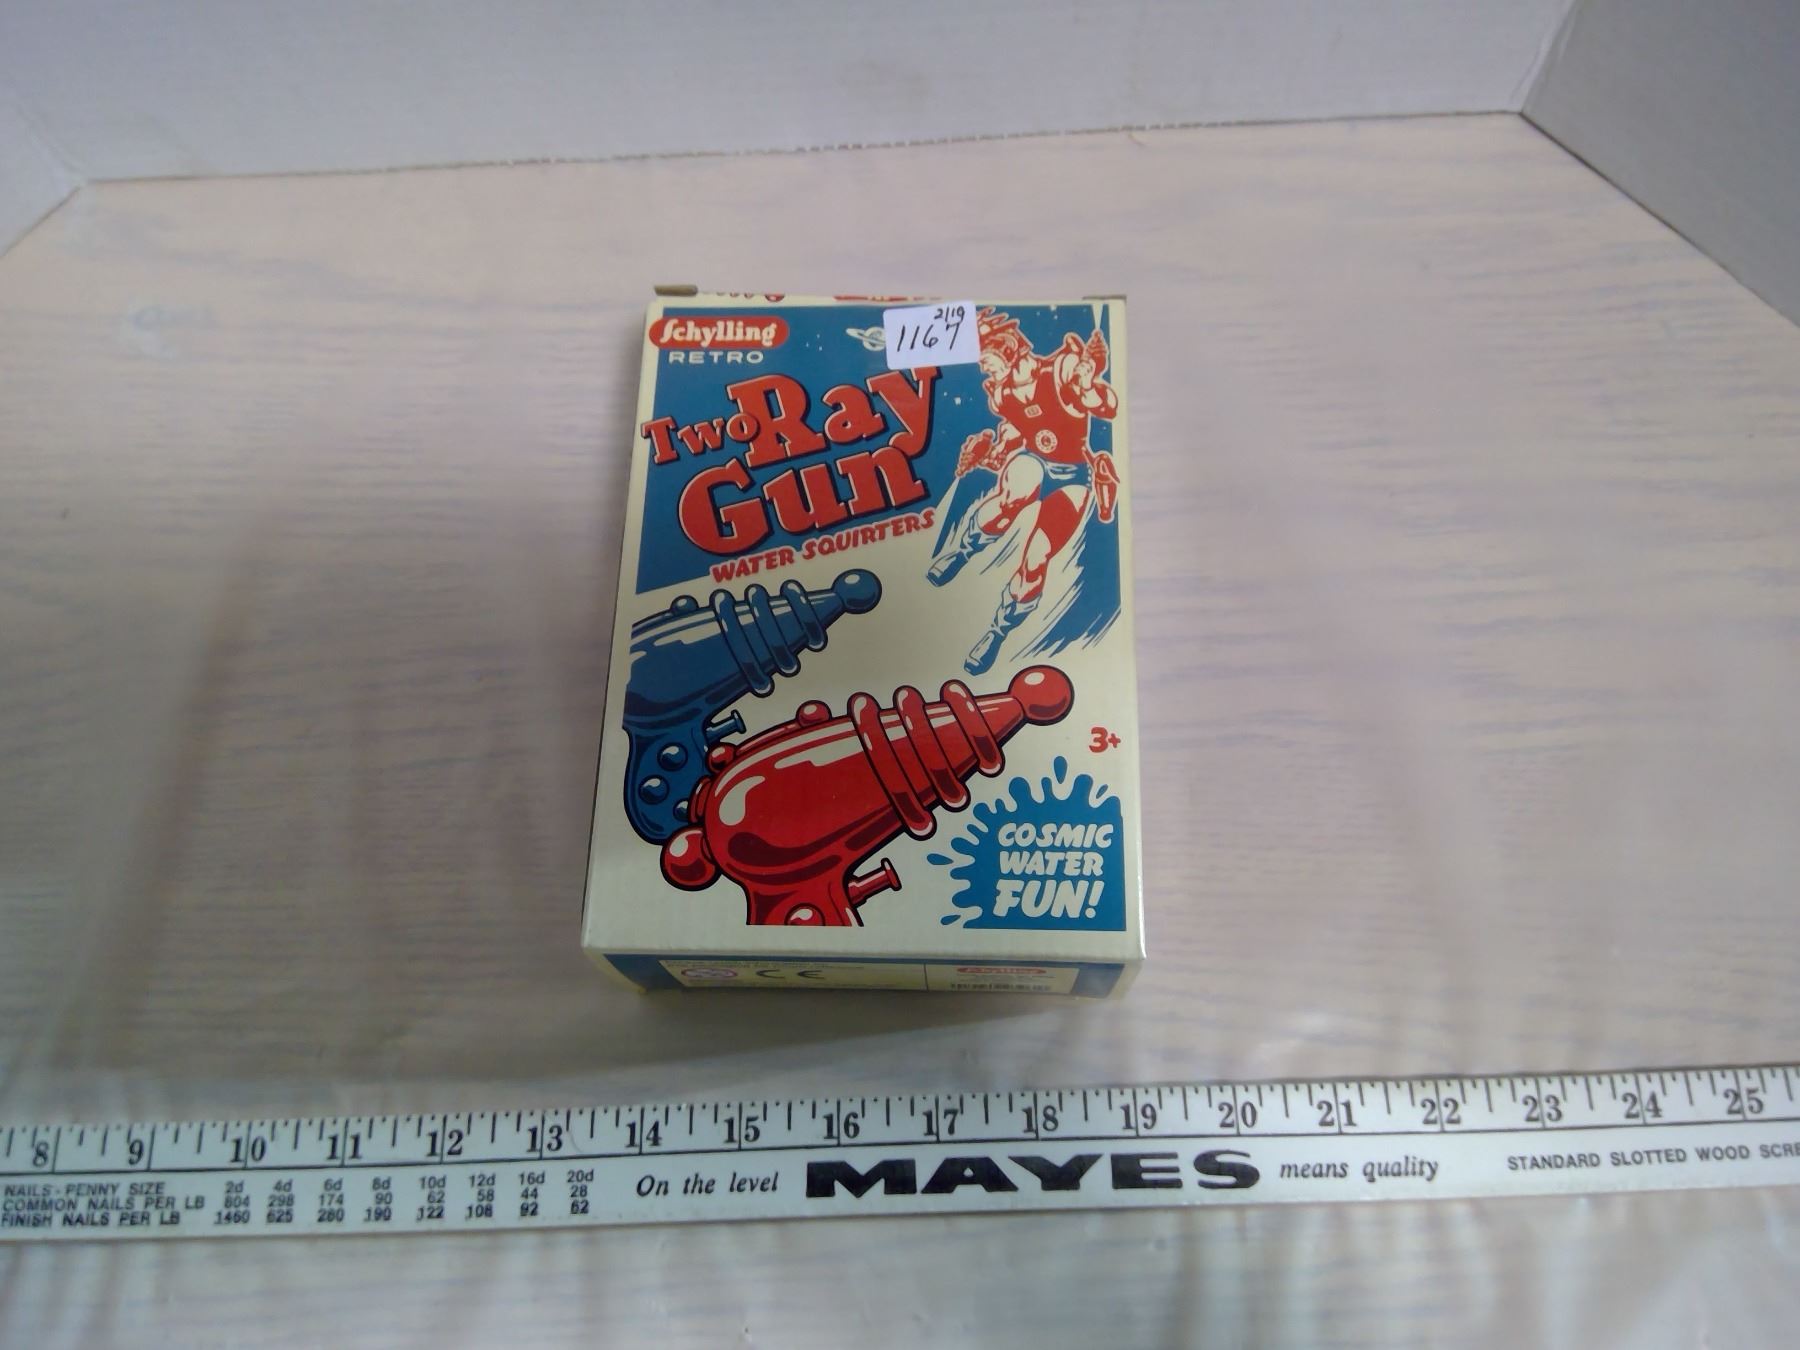 Schylling
RETRO
2/19
1167
Two Ray
Gun
WATER SQUIRTERS
3+
COSMIC
WATER
FUN!
CE
Schylling
8 9 10 11 12 13 14 15 16 17 18 19 20 21 22 23 24 25
NAILS - PENNY SIZE 2d 4d 6d 8d 10d 12d 16d 20d
COMMON NAILS PER LB 804 298 174 90 62 58 44 28
FINISH NAILS PER LB 1460 625 280 190 122 108 92 62
On the level MAYES means quality
STANDARD SLOTTED WOOD SCRE